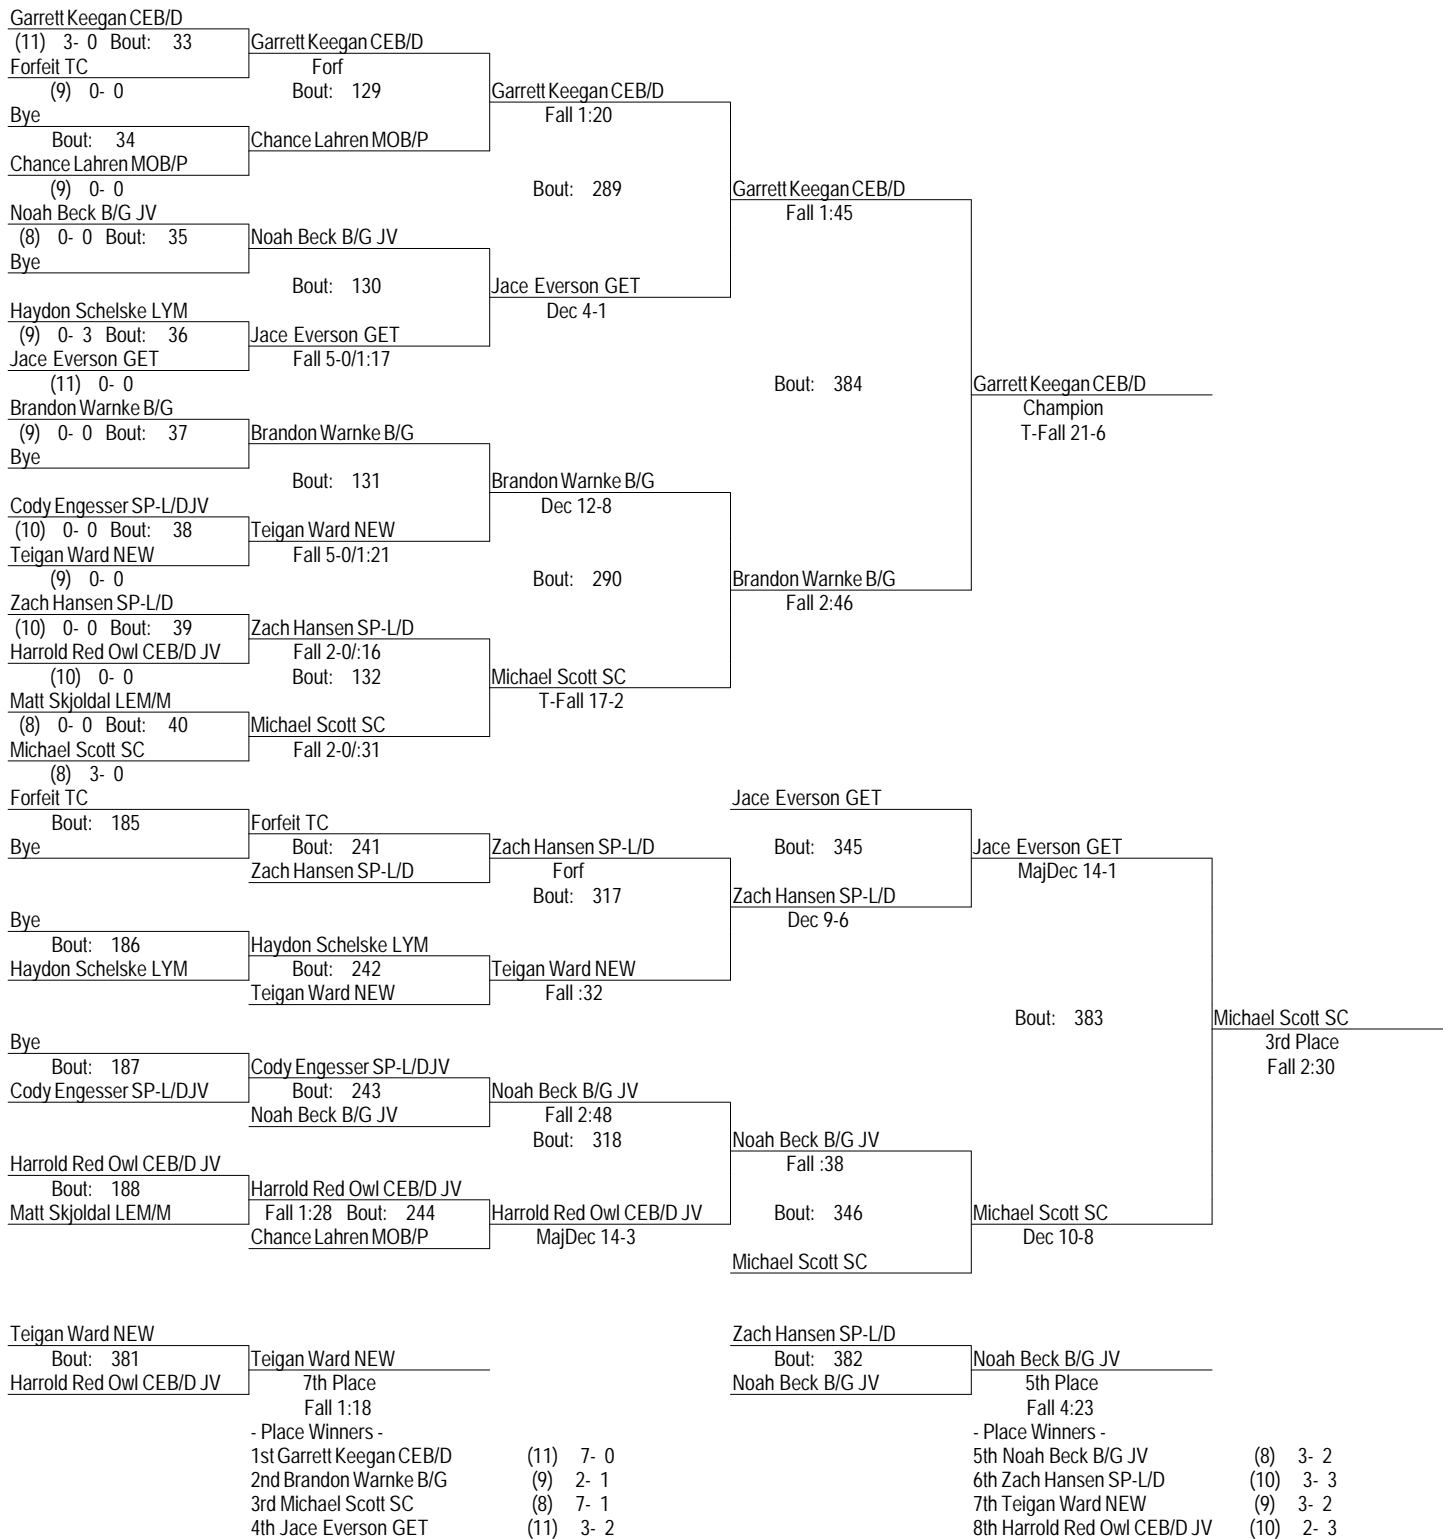 Garrett Keegan CEB/D
(11) 3- 0 Bout: 33
Garrett Keegan CEB/D
Forfeit TC
Forf
(9) 0- 0
Bout: 129
Garrett Keegan CEB/D
Bye
Fall 1:20
Bout: 34
Chance Lahren MOB/P
Chance Lahren MOB/P
(9) 0- 0
Bout: 289
Garrett Keegan CEB/D
Noah Beck B/G JV
Fall 1:45
(8) 0- 0 Bout: 35
Noah Beck B/G JV
Bye
Bout: 130
Jace Everson GET
Haydon Schelske LYM
Dec 4-1
(9) 0- 3 Bout: 36
Jace Everson GET
Jace Everson GET
Fall 5-0/1:17
(11) 0- 0
Bout: 384
Garrett Keegan CEB/D
Brandon Warnke B/G
Champion
(9) 0- 0 Bout: 37
Brandon Warnke B/G
T-Fall 21-6
Bye
Bout: 131
Brandon Warnke B/G
Cody Engesser SP-L/DJV
Dec 12-8
(10) 0- 0 Bout: 38
Teigan Ward NEW
Teigan Ward NEW
Fall 5-0/1:21
(9) 0- 0
Bout: 290
Brandon Warnke B/G
Zach Hansen SP-L/D
Fall 2:46
(10) 0- 0 Bout: 39
Zach Hansen SP-L/D
Harrold Red Owl CEB/D JV
Fall 2-0/:16
(10) 0- 0
Bout: 132
Michael Scott SC
Matt Skjoldal LEM/M
T-Fall 17-2
(8) 0- 0 Bout: 40
Michael Scott SC
Michael Scott SC
Fall 2-0/:31
(8) 3- 0
Forfeit TC
Jace Everson GET
Bout: 185
Forfeit TC
Bye
Bout: 241
Zach Hansen SP-L/D
Bout: 345
Jace Everson GET
Zach Hansen SP-L/D
Forf
MajDec 14-1
Bout: 317
Zach Hansen SP-L/D
Bye
Dec 9-6
Bout: 186
Haydon Schelske LYM
Haydon Schelske LYM
Bout: 242
Teigan Ward NEW
Teigan Ward NEW
Fall :32
Bout: 383
Michael Scott SC
Bye
3rd Place
Bout: 187
Cody Engesser SP-L/DJV
Fall 2:30
Cody Engesser SP-L/DJV
Bout: 243
Noah Beck B/G JV
Noah Beck B/G JV
Fall 2:48
Bout: 318
Noah Beck B/G JV
Harrold Red Owl CEB/D JV
Fall :38
Bout: 188
Harrold Red Owl CEB/D JV
Matt Skjoldal LEM/M
Fall 1:28 Bout: 244
Harrold Red Owl CEB/D JV
Bout: 346
Michael Scott SC
Chance Lahren MOB/P
MajDec 14-3
Dec 10-8
Michael Scott SC
Teigan Ward NEW
Zach Hansen SP-L/D
Bout: 381
Teigan Ward NEW
Bout: 382
Noah Beck B/G JV
Harrold Red Owl CEB/D JV
7th Place
Noah Beck B/G JV
5th Place
Fall 1:18
Fall 4:23
- Place Winners -
1st Garrett Keegan CEB/D (11) 7- 0
2nd Brandon Warnke B/G (9) 2- 1
3rd Michael Scott SC (8) 7- 1
4th Jace Everson GET (11) 3- 2
- Place Winners -
5th Noah Beck B/G JV (8) 3- 2
6th Zach Hansen SP-L/D (10) 3- 3
7th Teigan Ward NEW (9) 3- 2
8th Harrold Red Owl CEB/D JV (10) 2- 3